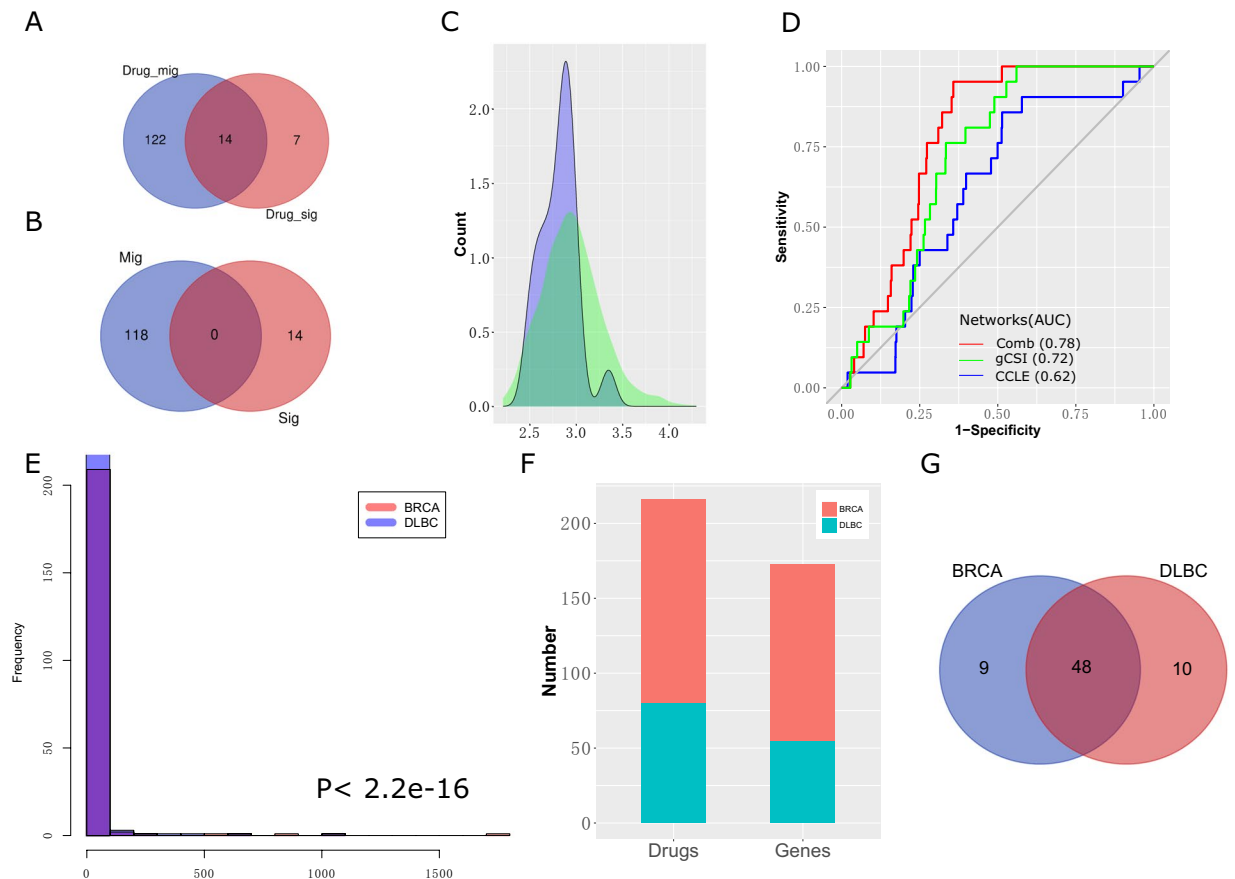 A
Drug_mig
122
14
7
Drug_sig
B
Mig
118
0
14
Sig
C
Count
2.0
1.5
1.0
0.5
0.0
2.5
3.0
3.5
4.0
D
Sensitivity
1.00
0.75
0.50
0.25
0.00
Networks(AUC)
Comb (0.78)
gCSI (0.72)
CCLE (0.62)
0.00
0.25
0.50
0.75
1.00
1−Specificity
E
Frequency
200
150
100
50
0
BRCA
DLBC
P< 2.2e-16
0
500
1000
1500
F
Number
200
150
100
50
0
BRCA
DLBC
Drugs
Genes
G
BRCA
DLBC
9
48
10